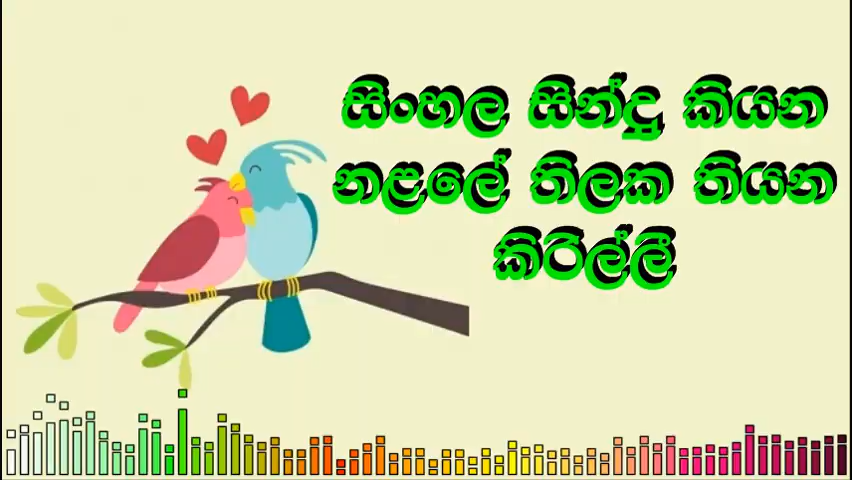 සිංහල සින්දු කියන
නළලේ තිලක තියන
කිරිල්ලී